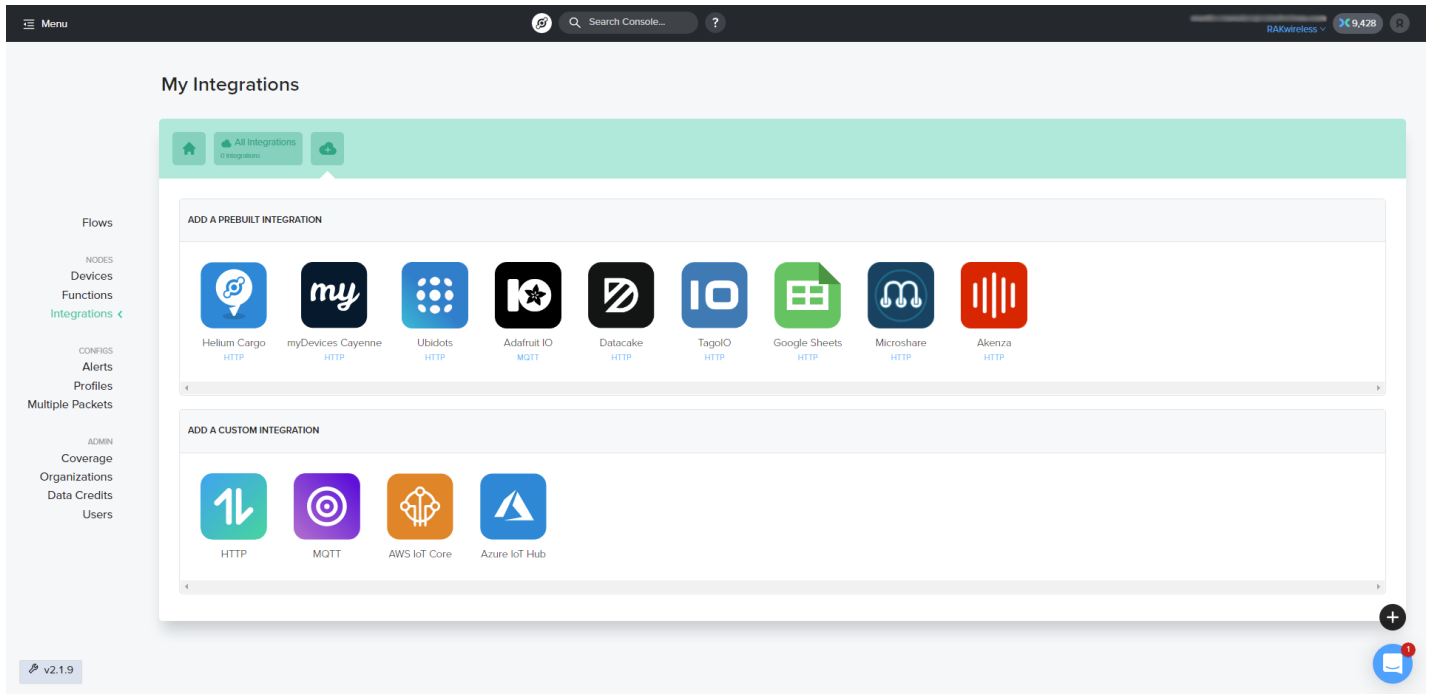 Menu
Search Console...
?
RAKwireless
9,428
R
My Integrations
All Integrations
0 Integrations
Flows
NODES
Devices
Functions
Integrations
CONFIGS
Alerts
Profiles
Multiple Packets
ADMIN
Coverage
Organizations
Data Credits
Users
ADD A PREBUILT INTEGRATION
my
IO
IO
m
Helium Cargo
HTTP
myDevices Cayenne
HTTP
Ubidots
HTTP
Adafruit IO
MQTT
Datacake
HTTP
TagoIO
HTTP
Google Sheets
HTTP
Microshare
HTTP
Akenza
HTTP
ADD A CUSTOM INTEGRATION
HTTP
MQTT
AWS IoT Core
Azure IoT Hub
+
1
v2.1.9